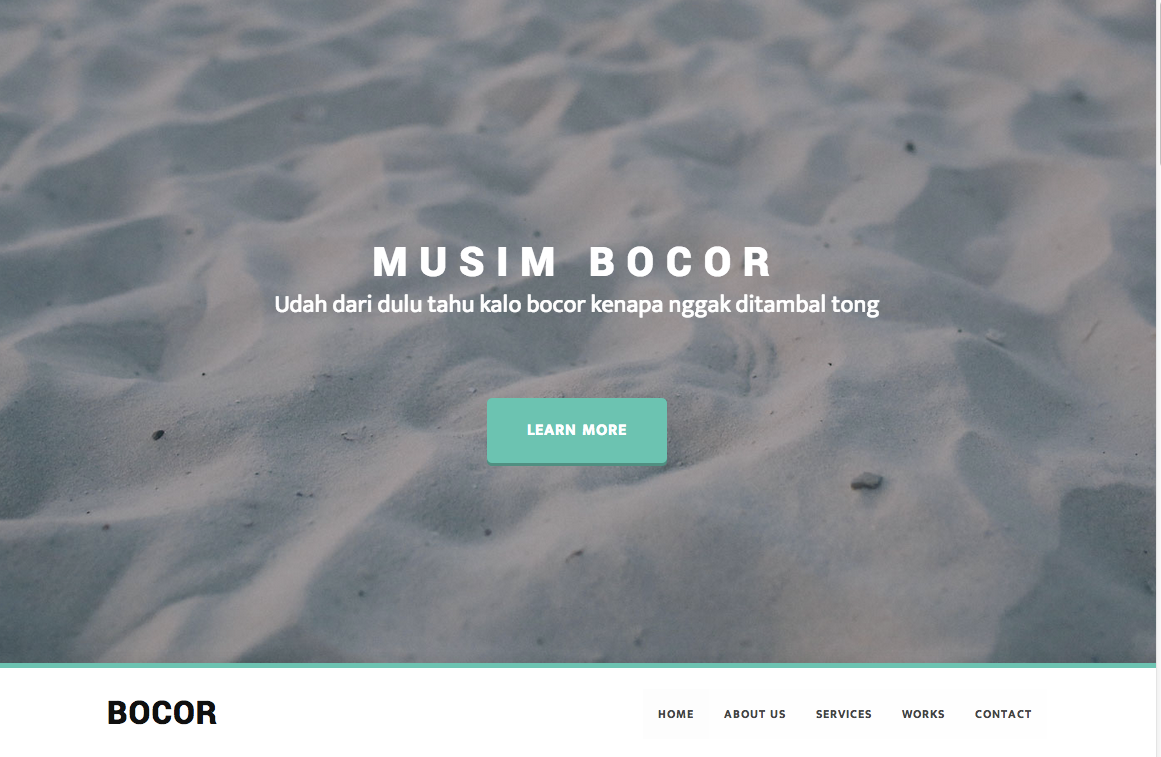 MUSIM BOCOR
Udah dari dulu tahu kalo bocor kenapa nggak ditambal tong
LEARN MORE
BOCOR
HOME ABOUT US SERVICES WORKS CONTACT